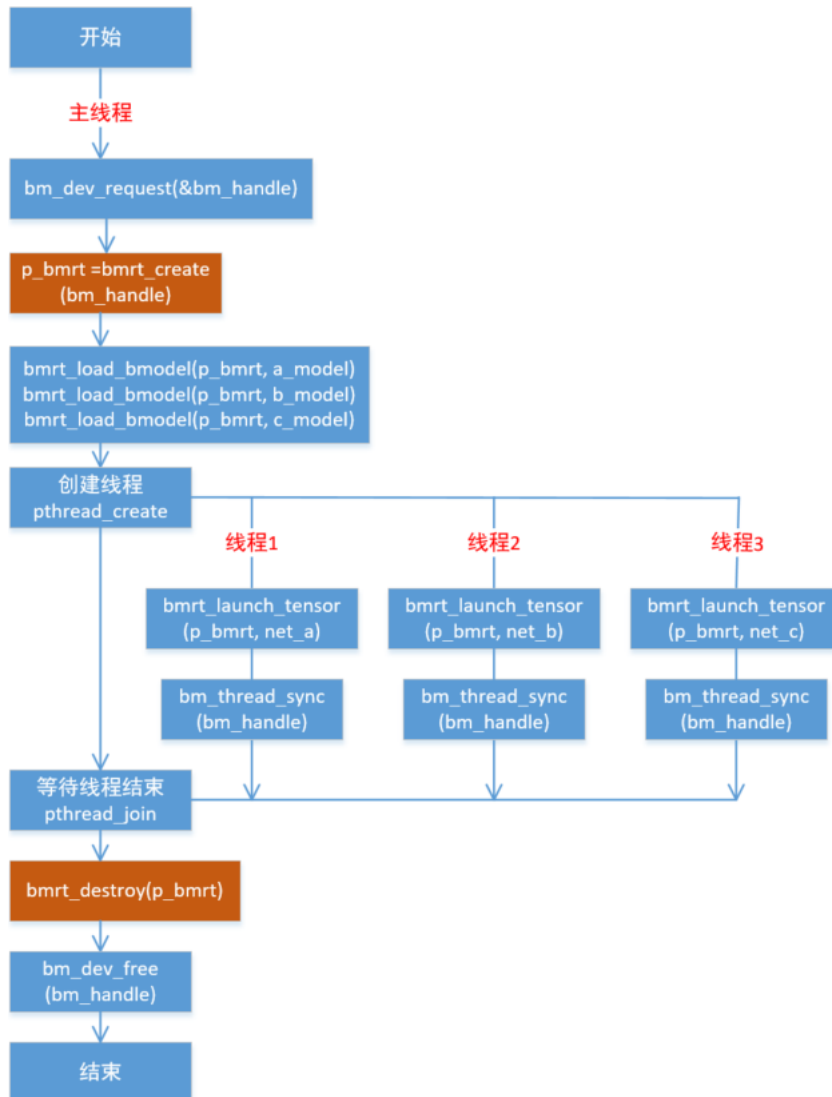 开始
主线程
bm_dev_request(&bm_handle)
p_bmrt =bmrt_create
(bm_handle)
bmrt_load_bmodel(p_bmrt, a_model)
bmrt_load_bmodel(p_bmrt, b_model)
bmrt_load_bmodel(p_bmrt, c_model)
创建线程
pthread_create
线程1
bmrt_launch_tensor
(p_bmrt, net_a)
bm_thread_sync
(bm_handle)
线程2
bmrt_launch_tensor
(p_bmrt, net_b)
bm_thread_sync
(bm_handle)
线程3
bmrt_launch_tensor
(p_bmrt, net_c)
bm_thread_sync
(bm_handle)
等待线程结束
pthread_join
bmrt_destroy(p_bmrt)
bm_dev_free
(bm_handle)
结束